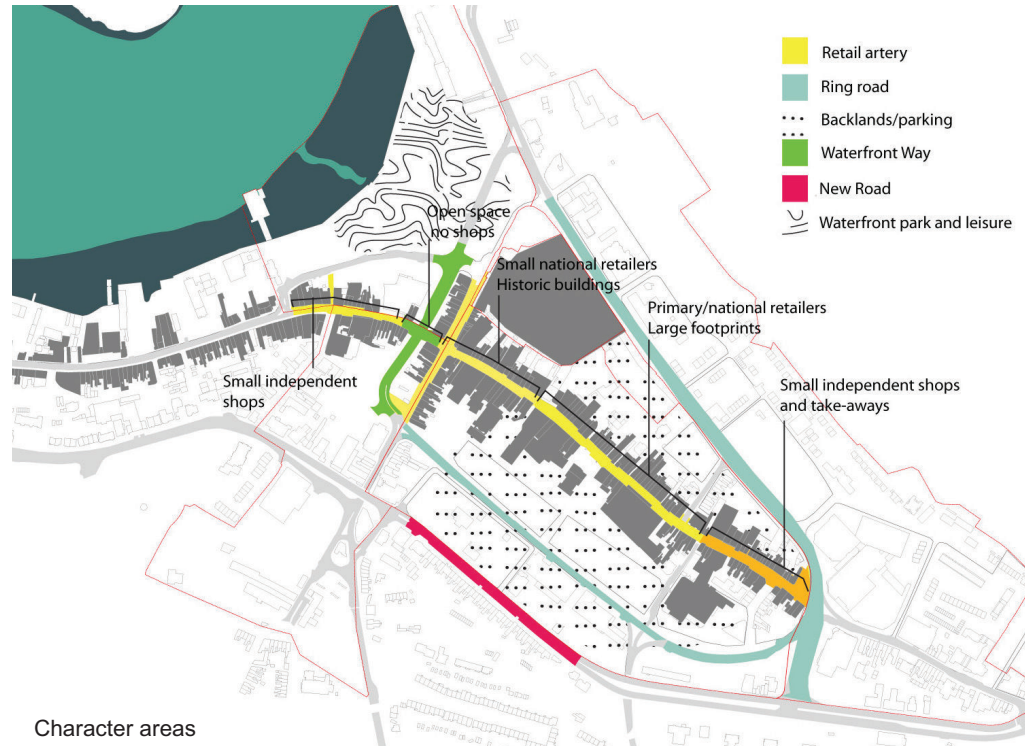 Retail artery
Ring road
Backlands/parking
Waterfront Way
New Road
Waterfront park and leisure
Open space
no shops
Small national retailers
Historic buildings
Primary/national retailers
Large footprints
Small independent shops
and take-aways
Small independent
shops
Character areas